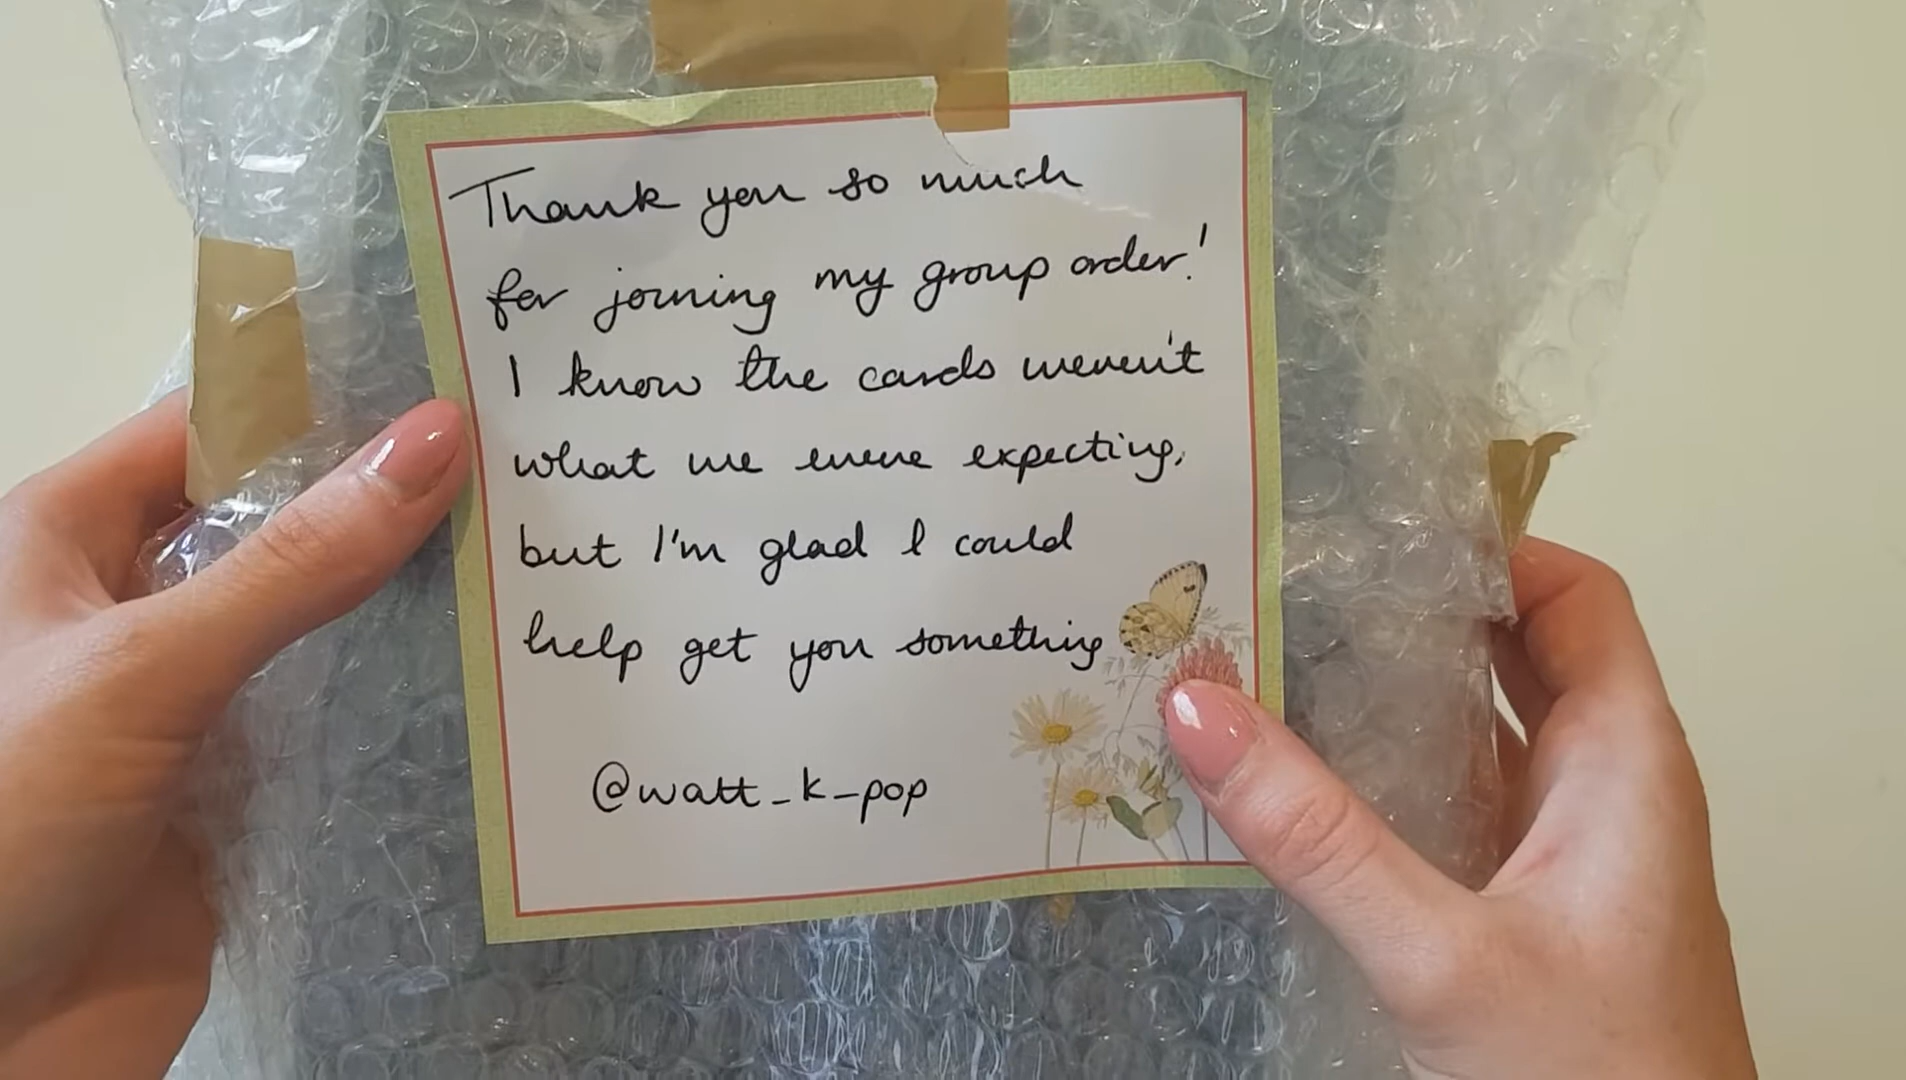 Thank you so much
for joining my group order!
I know the cards weren't
what we were expecting,
but I'm glad I could
help get you something
@watt_k_pop